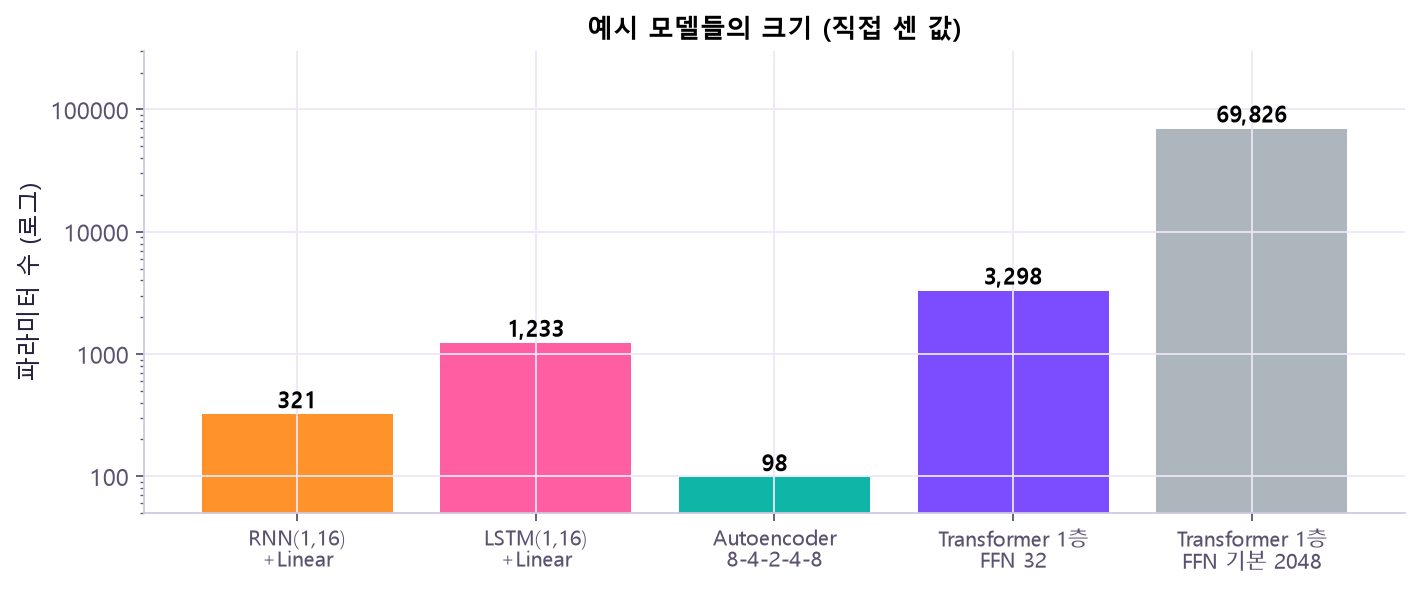 예시 모델들의 크기 (직접 센 값)
파라미터 수 (로그)
100000
10000
1000
100
321
1,233
98
3,298
69,826
RNN(1,16)
+Linear
LSTM(1,16)
+Linear
Autoencoder
8-4-2-4-8
Transformer 1층
FFN 32
Transformer 1층
FFN 기본 2048